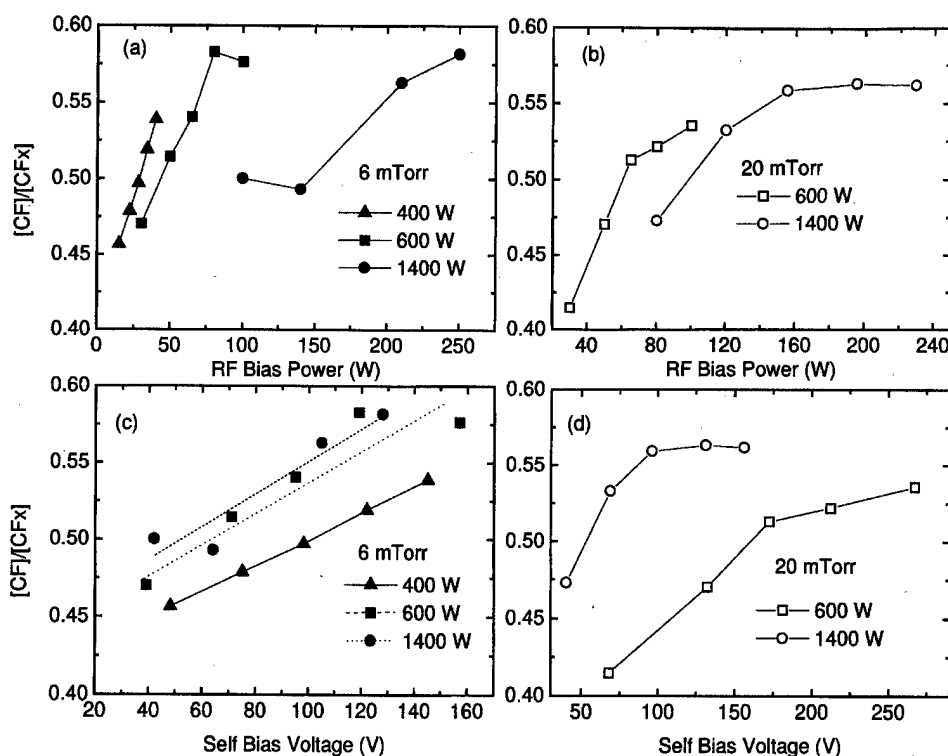 (a)
[CF]/[CFx]
0.60
0.55
0.50
0.45
0.40
6 mTorr
400 W
600 W
1400 W
0 50 100 150 200 250
RF Bias Power (W)
(b)
0.60
0.55
0.50
0.45
0.40
20 mTorr
600 W
1400 W
40 80 120 160 200 240
RF Bias Power (W)
(c)
[CF]/[CFx]
0.60
0.55
0.50
0.45
0.40
6 mTorr
400 W
600 W
1400 W
20 40 60 80 100 120 140 160
Self Bias Voltage (V)
(d)
0.60
0.55
0.50
0.45
0.40
20 mTorr
600 W
1400 W
50 100 150 200 250
Self Bias Voltage (V)